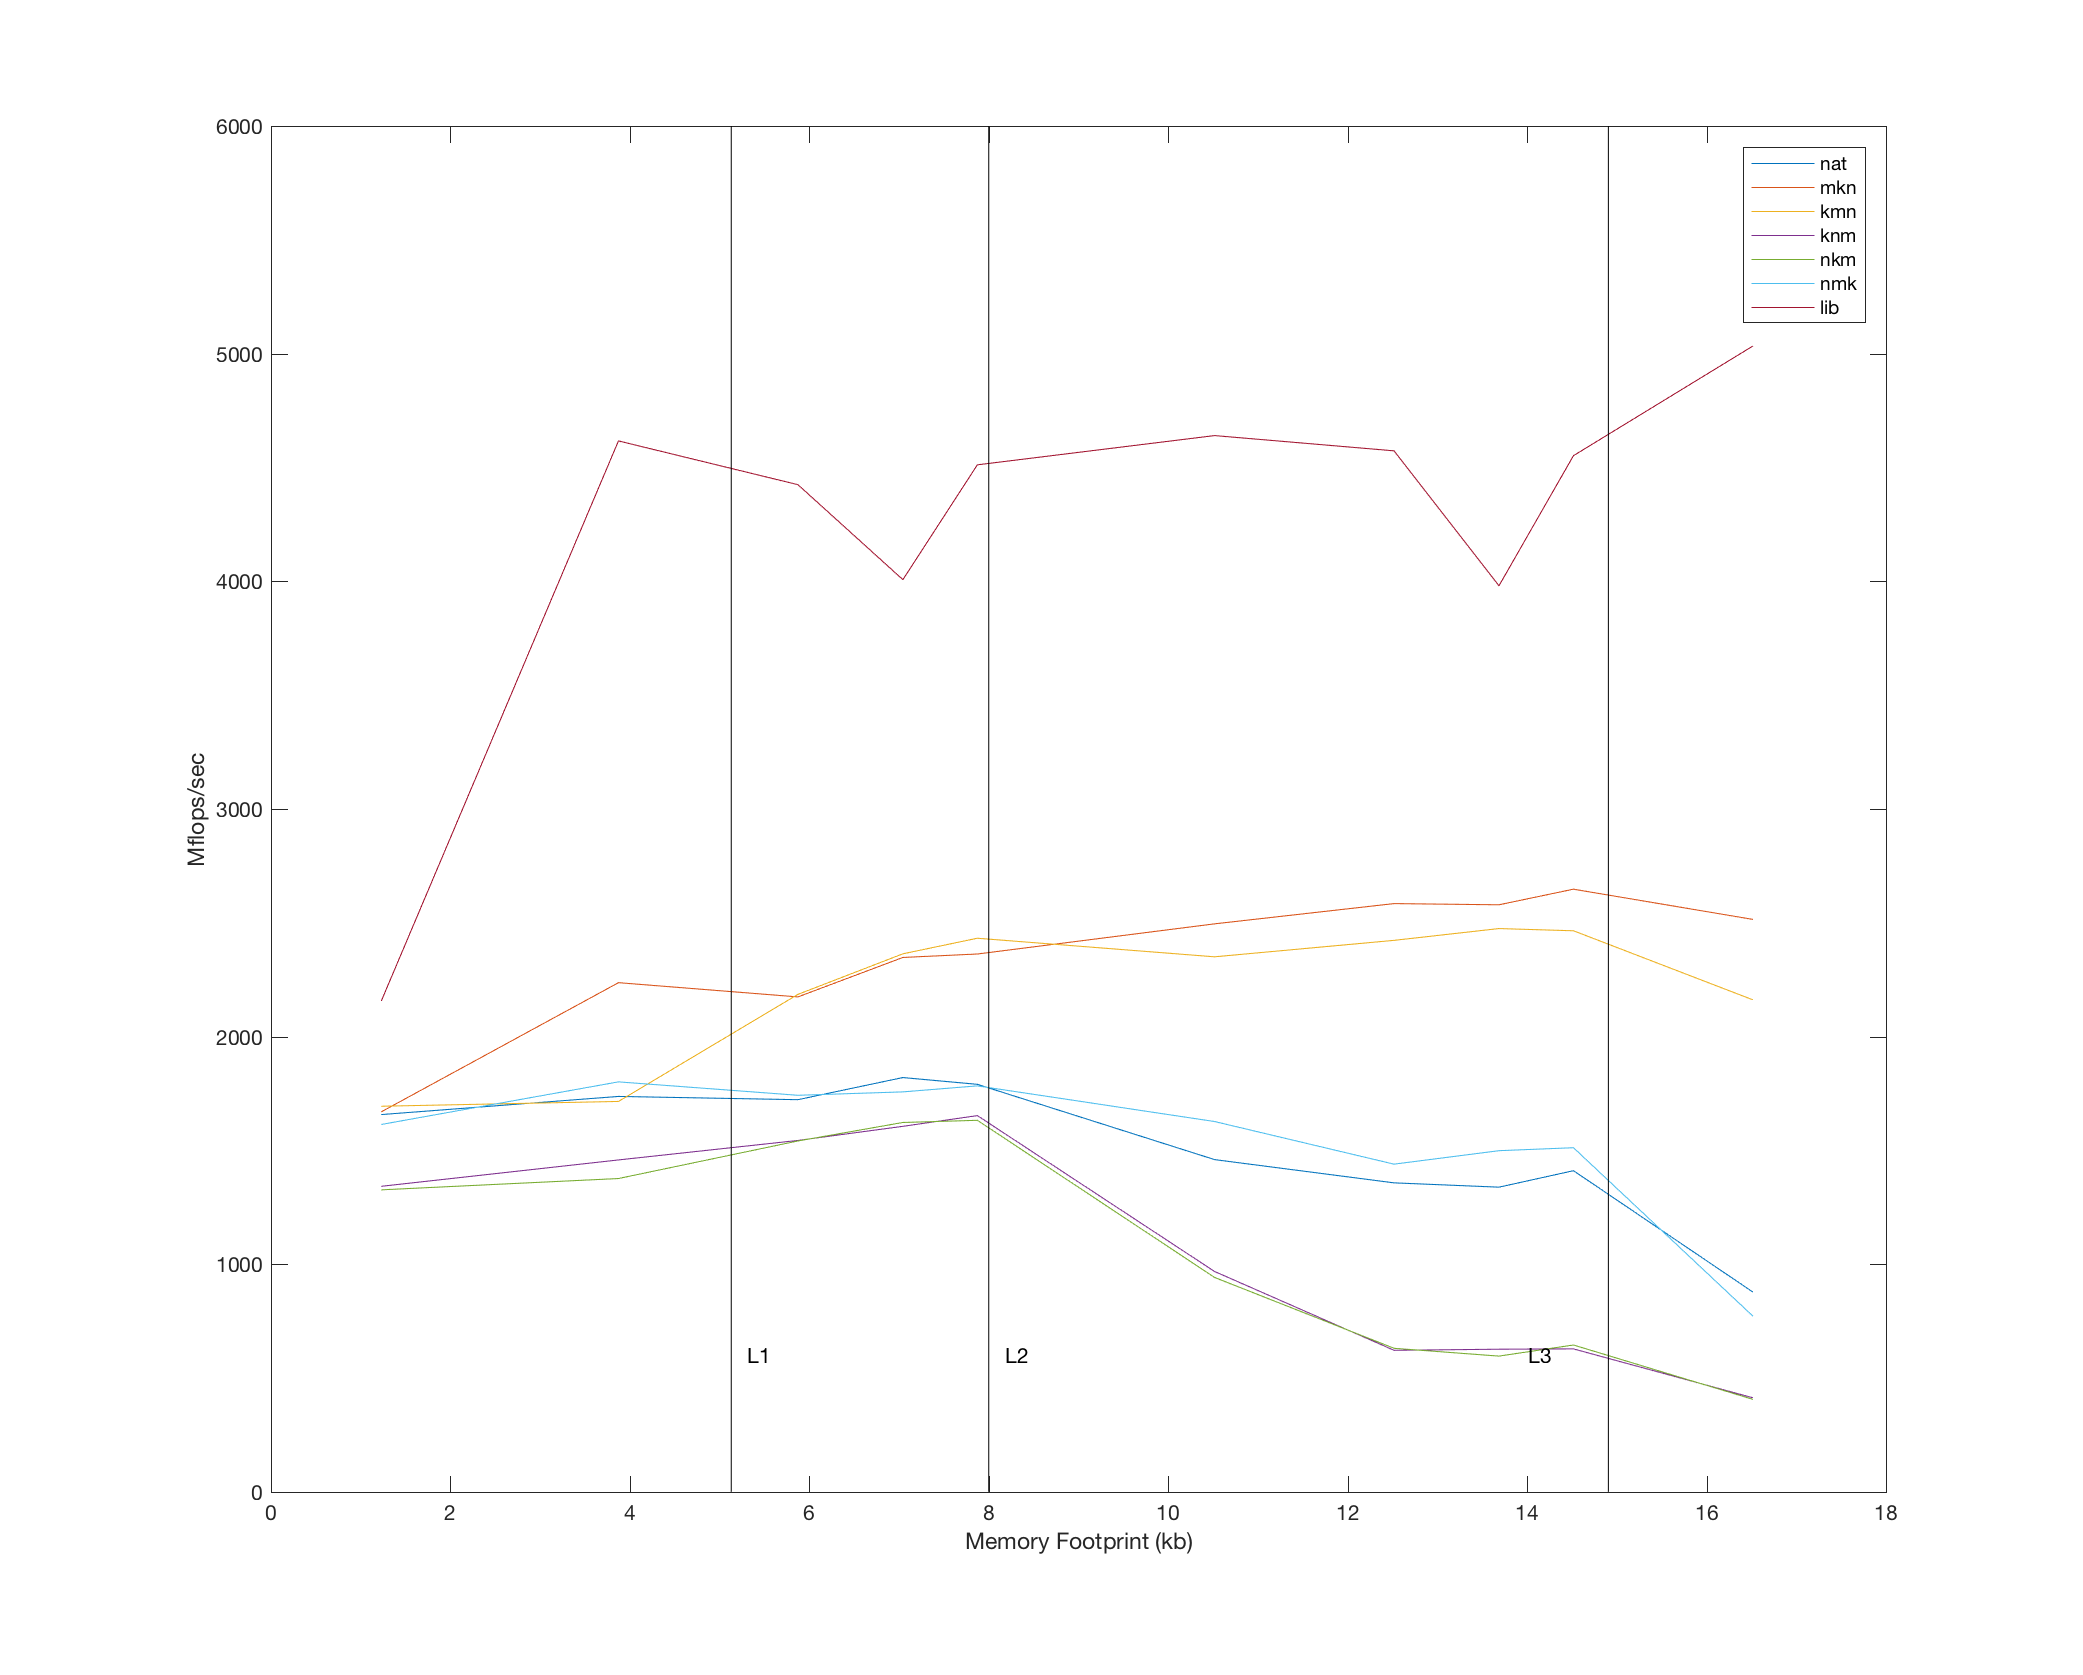 6000
5000
4000
3000
2000
1000
0
Mflops/sec
nat
mkn
kmn
knm
nkm
nmk
lib
L1
L2
L3
0 2 4 6 8 10 12 14 16 18
Memory Footprint (kb)